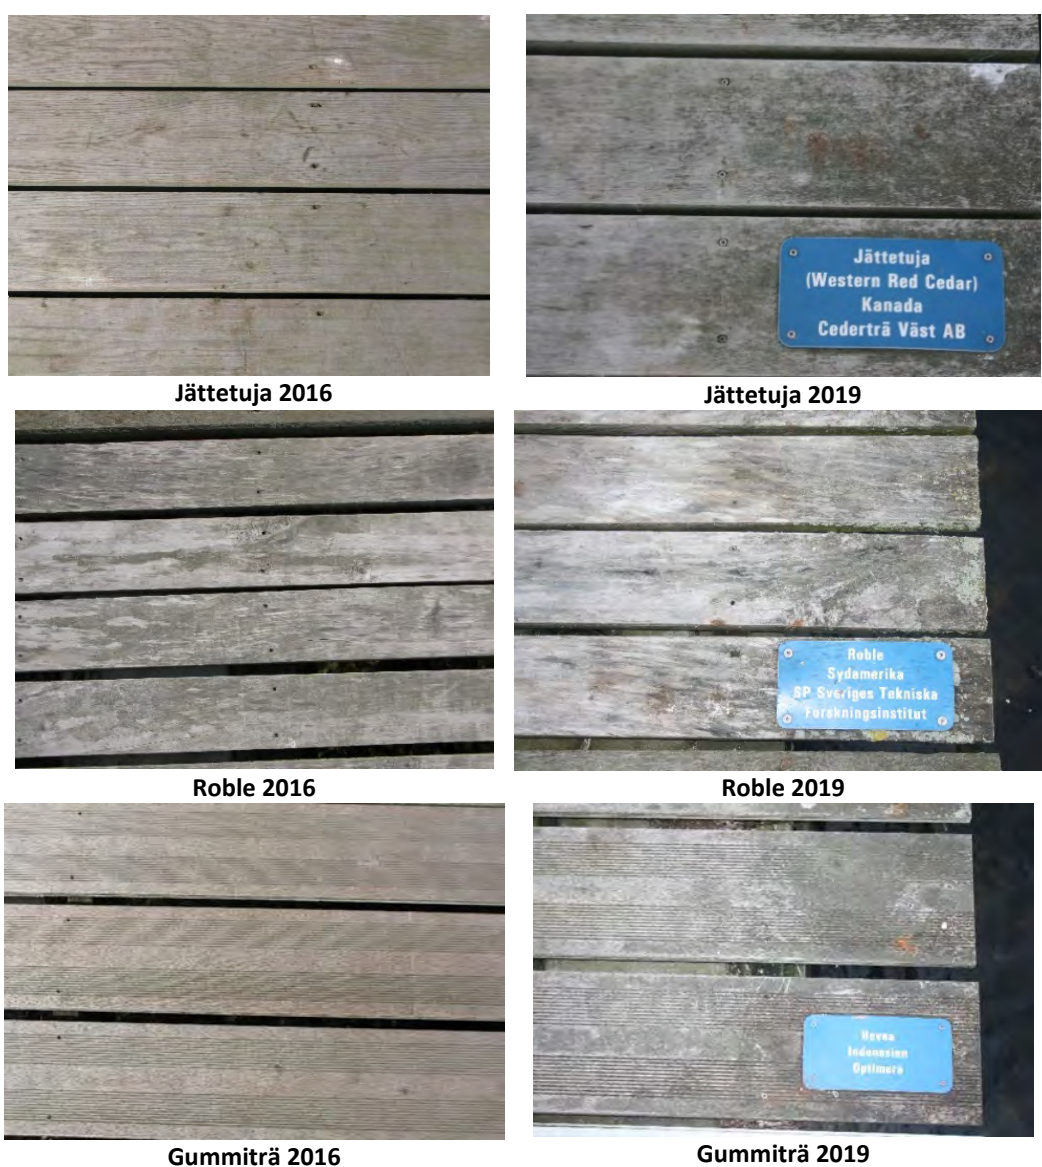 Jättetuja
(Western Red Cedar)
Kanada
Cederträ Väst AB
Jättetuja 2016
Jättetuja 2019
Roble
Sydamerika
SP Sveriges Tekniska
Forskningsinstitut
Roble 2016
Roble 2019
Hevea
Indonesien
Optimera
Gummiträ 2016
Gummiträ 2019